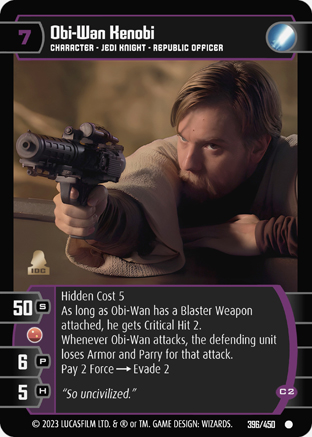 7 Obi-Wan Kenobi
CHARACTER • JEDI KNIGHT • REPUBLIC OFFICER
IDC
50 S
6 P
5 H
Hidden Cost 5
As long as Obi-Wan has a Blaster Weapon
attached, he gets Critical Hit 2.
Whenever Obi-Wan attacks, the defending unit
loses Armor and Parry for that attack.
Pay 2 Force → Evade 2
"So uncivilized."
C2
© 2023 LUCASFILM LTD. & ® or TM. GAME DESIGN: WIZARDS. 396/450